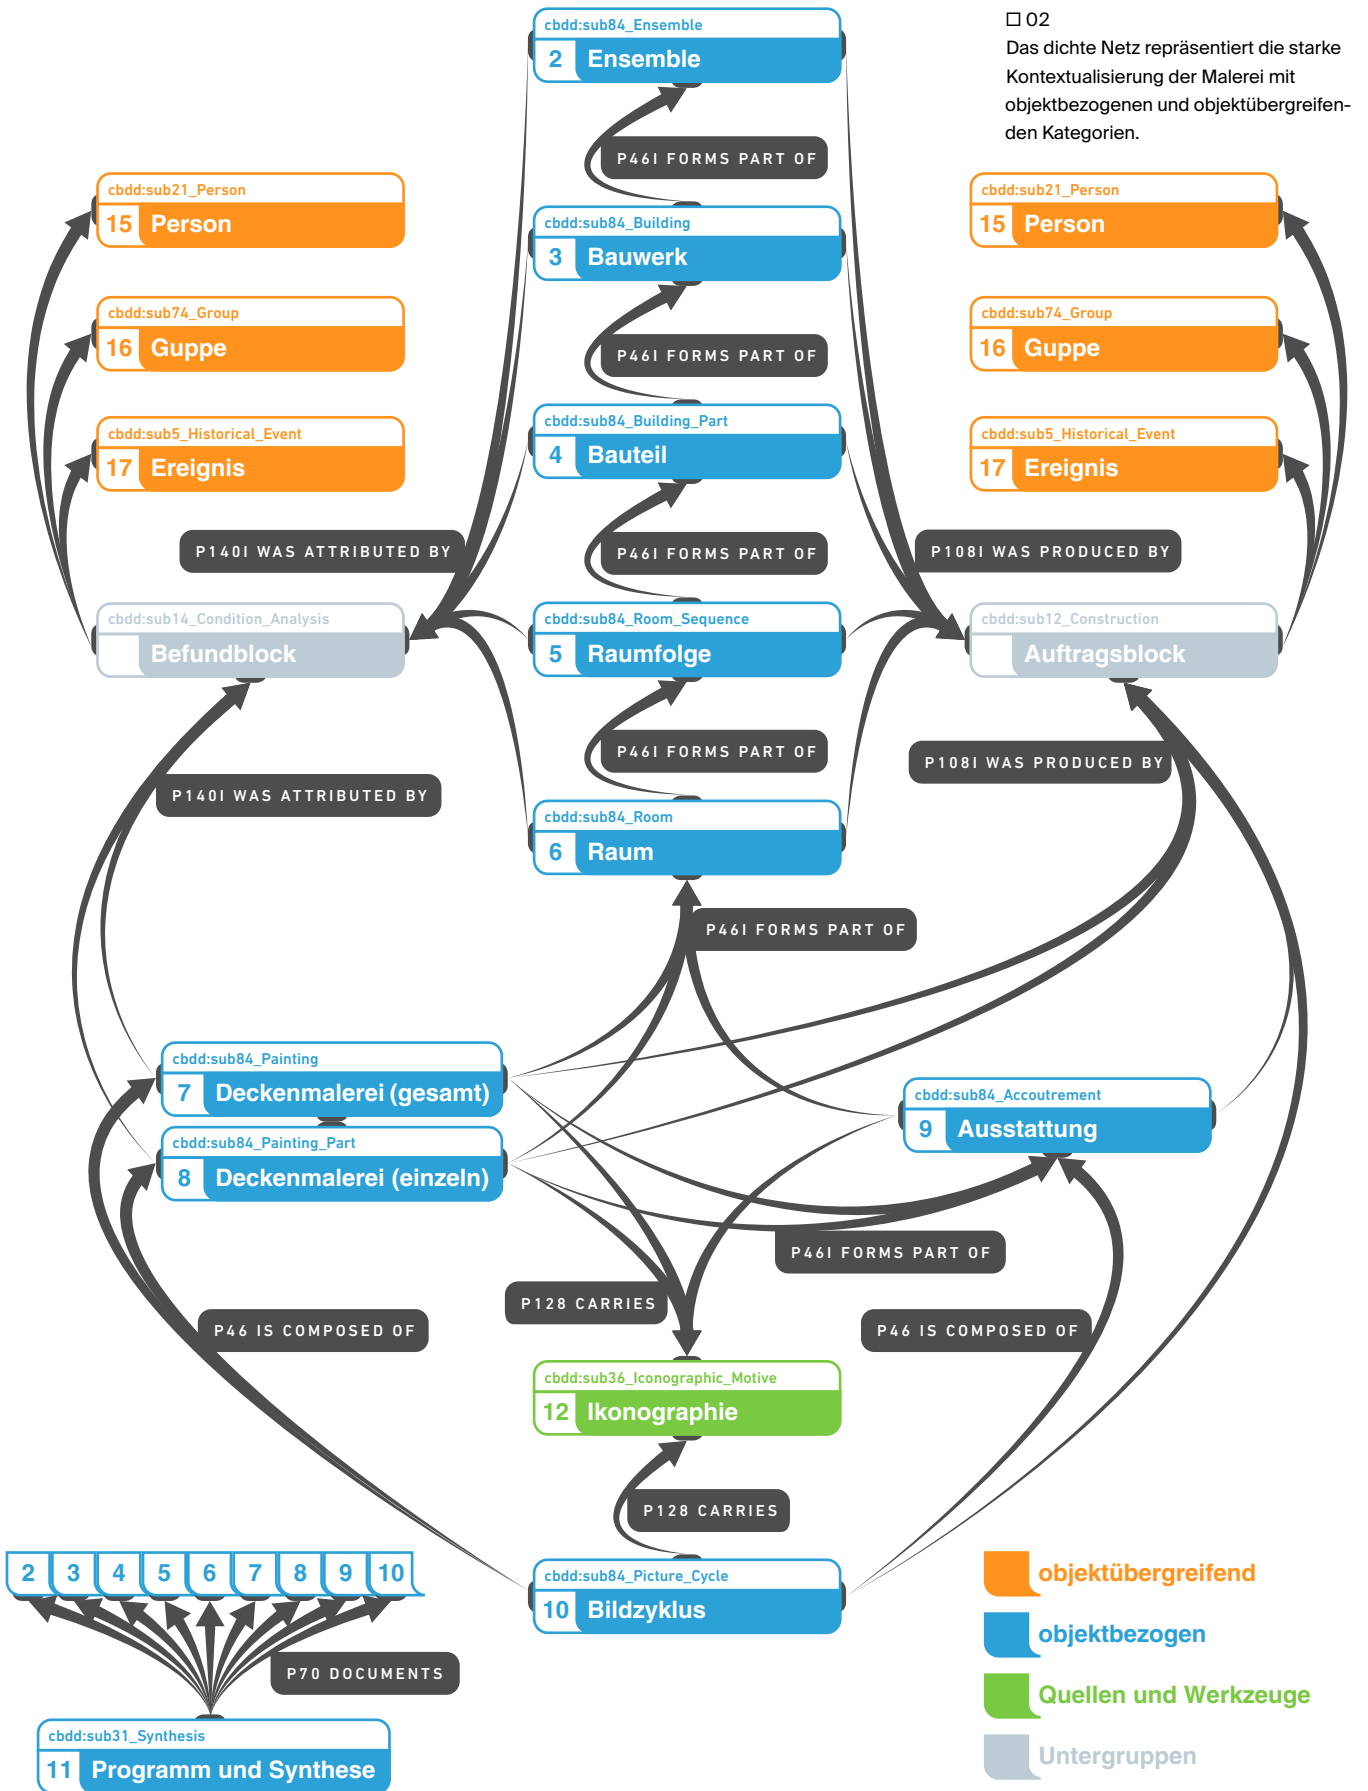 ☐ 02
Das dichte Netz repräsentiert die starke
Kontextualisierung der Malerei mit
objektbezogenen und objektübergreifen-
den Kategorien.
cbdd:sub84_Ensemble
2 Ensemble
P46I FORMS PART OF
cbdd:sub21_Person
15 Person
cbdd:sub84_Building
3 Bauwerk
cbdd:sub21_Person
15 Person
cbdd:sub74_Group
16 Guppe
P46I FORMS PART OF
cbdd:sub74_Group
16 Guppe
cbdd:sub5_Historical_Event
17 Ereignis
cbdd:sub84_Building_Part
4 Bauteil
cbdd:sub5_Historical_Event
17 Ereignis
P140I WAS ATTRIBUTED BY
P46I FORMS PART OF
P108I WAS PRODUCED BY
cbdd:sub14_Condition_Analysis
Befundblock
cbdd:sub84_Room_Sequence
5 Raumfolge
cbdd:sub12_Construction
Auftragsblock
P46I FORMS PART OF
P108I WAS PRODUCED BY
P140I WAS ATTRIBUTED BY
cbdd:sub84_Room
6 Raum
P46I FORMS PART OF
cbdd:sub84_Painting
7 Deckenmalerei (gesamt)
cbdd:sub84_Accoutrement
9 Ausstattung
cbdd:sub84_Painting_Part
8 Deckenmalerei (einzeln)
P46I FORMS PART OF
P128 CARRIES
P46 IS COMPOSED OF
P46 IS COMPOSED OF
cbdd:sub36_Iconographic_Motive
12 Ikonographie
P128 CARRIES
2 3 4 5 6 7 8 9 10
cbdd:sub84_Picture_Cycle
10 Bildzyklus
P70 DOCUMENTS
cbdd:sub31_Synthesis
11 Programm und Synthese
objektübergreifend
objektbezogen
Quellen und Werkzeuge
Untergruppen